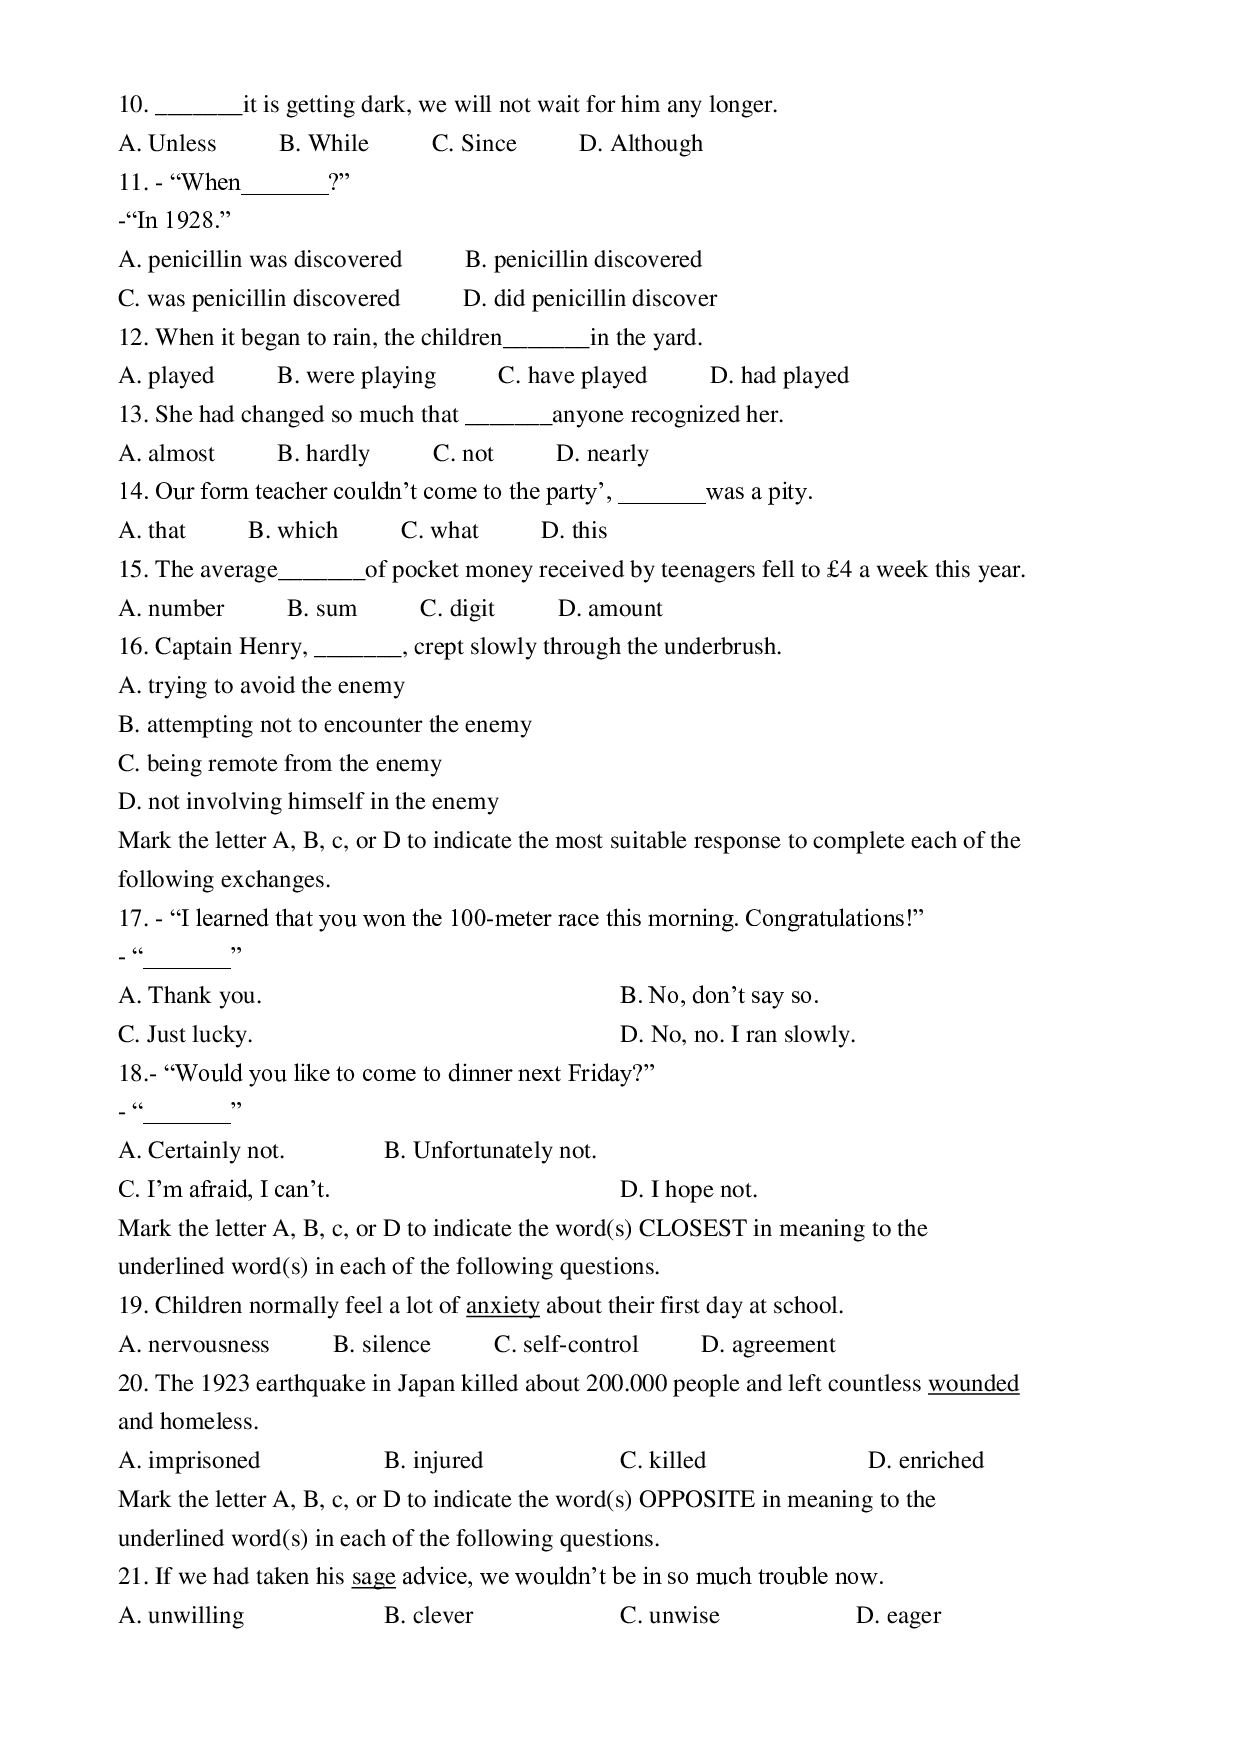 10. _______it is getting dark, we will not wait for him any longer.
A. Unless B. While C. Since D. Although
11. - “When_______?”
-“In 1928.”
A. penicillin was discovered B. penicillin discovered
C. was penicillin discovered D. did penicillin discover
12. When it began to rain, the children_______in the yard.
A. played B. were playing C. have played D. had played
13. She had changed so much that _______anyone recognized her.
A. almost B. hardly C. not D. nearly
14. Our form teacher couldn’t come to the party’, _______was a pity.
A. that B. which C. what D. this
15. The average_______of pocket money received by teenagers fell to £4 a week this year.
A. number B. sum C. digit D. amount
16. Captain Henry, _______, crept slowly through the underbrush.
A. trying to avoid the enemy
B. attempting not to encounter the enemy
C. being remote from the enemy
D. not involving himself in the enemy
Mark the letter A, B, c, or D to indicate the most suitable response to complete each of the
following exchanges.
17. - “I learned that you won the 100-meter race this morning. Congratulations!”
- “_______”
A. Thank you. B. No, don’t say so.
C. Just lucky. D. No, no. I ran slowly.
18.- “Would you like to come to dinner next Friday?”
- “_______”
A. Certainly not. B. Unfortunately not.
C. I’m afraid, I can’t. D. I hope not.
Mark the letter A, B, c, or D to indicate the word(s) CLOSEST in meaning to the
underlined word(s) in each of the following questions.
19. Children normally feel a lot of anxiety about their first day at school.
A. nervousness B. silence C. self-control D. agreement
20. The 1923 earthquake in Japan killed about 200.000 people and left countless wounded
and homeless.
A. imprisoned B. injured C. killed D. enriched
Mark the letter A, B, c, or D to indicate the word(s) OPPOSITE in meaning to the
underlined word(s) in each of the following questions.
21. If we had taken his sage advice, we wouldn’t be in so much trouble now.
A. unwilling B. clever C. unwise D. eager